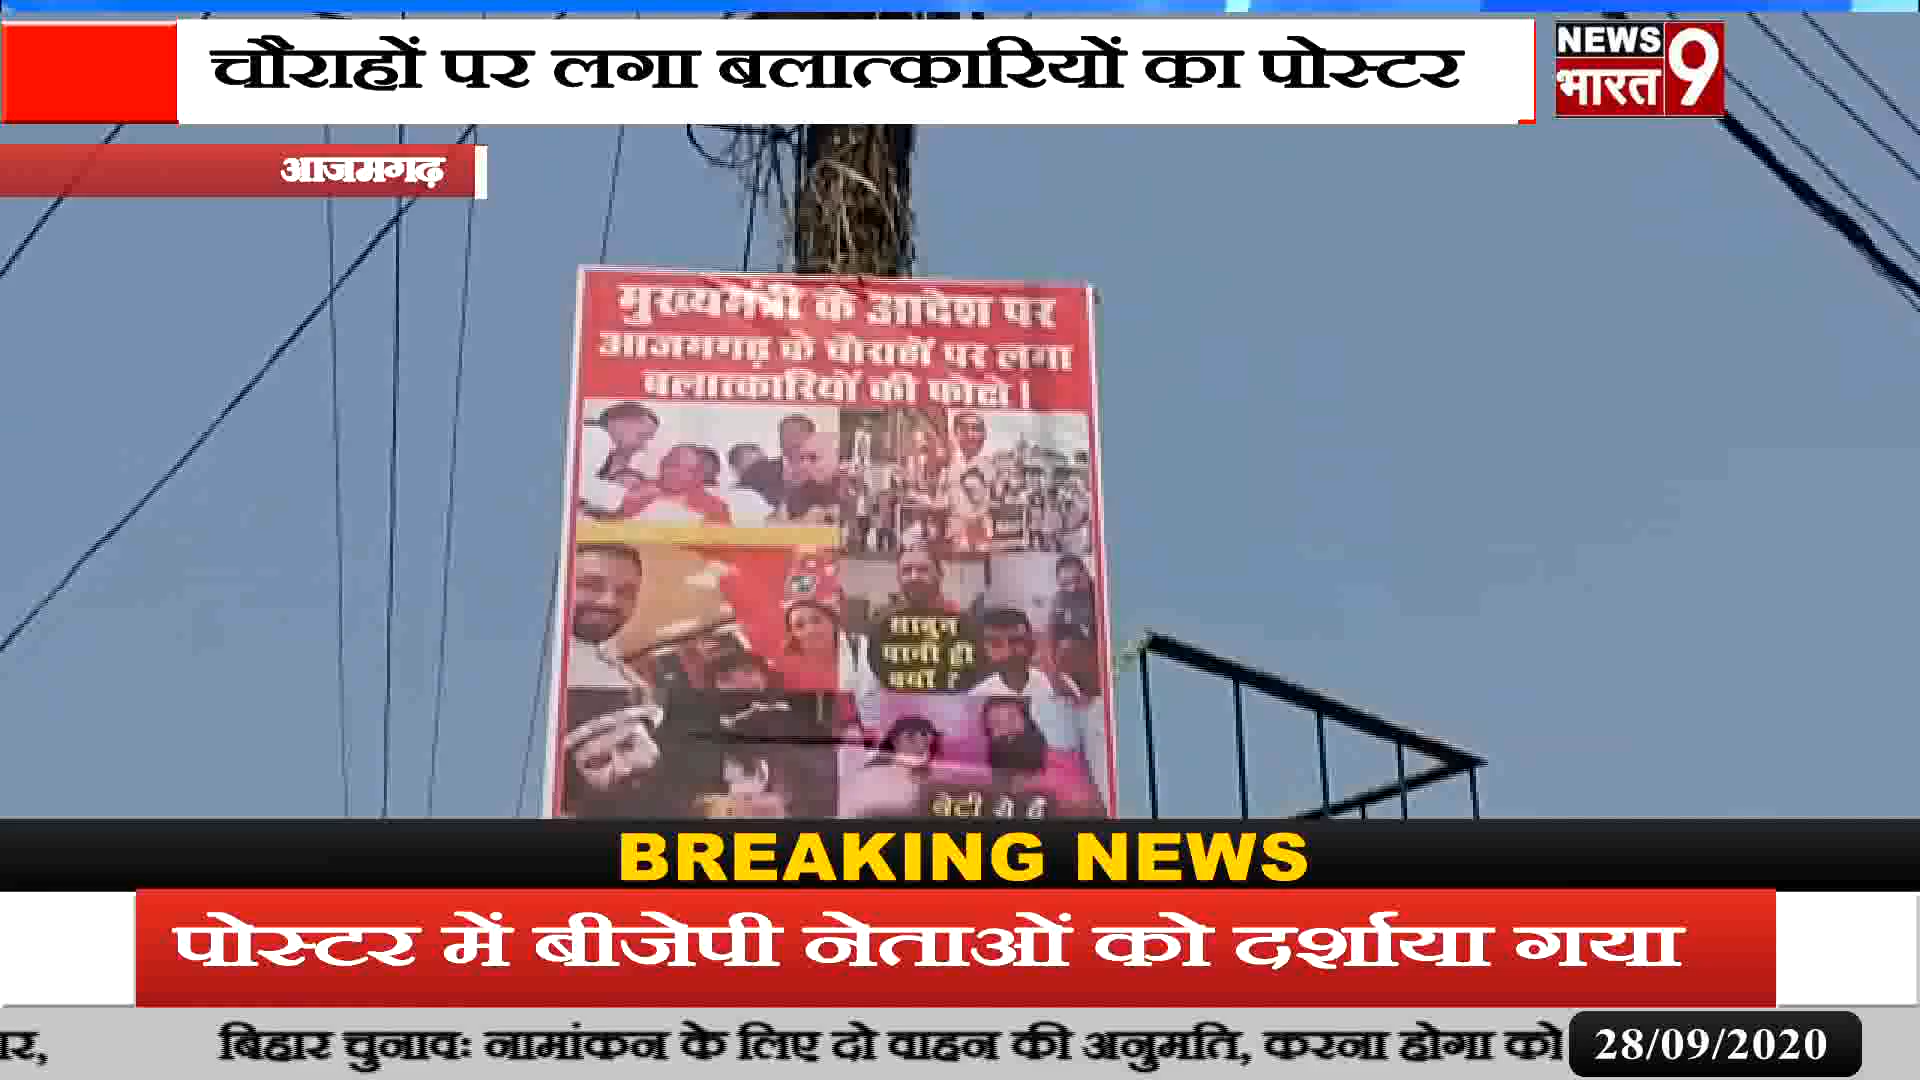 चौराहों पर लगा बलात्कारियों का पोस्टर
NEWS
भारत 9
आजमगढ़
मुख्यमंत्री के आदेश पर
आजमगढ़ के चौराहों पर लगा
बलात्कारियों की फोटो।
साबुन
पानी ही
क्यों ?
बेटी ये है
BREAKING NEWS
पोस्टर में बीजेपी नेताओं को दर्शाया गया
बिहार चुनावः नामांकन के लिए दो वाहन की अनुमति, करना होगा को
28/09/2020